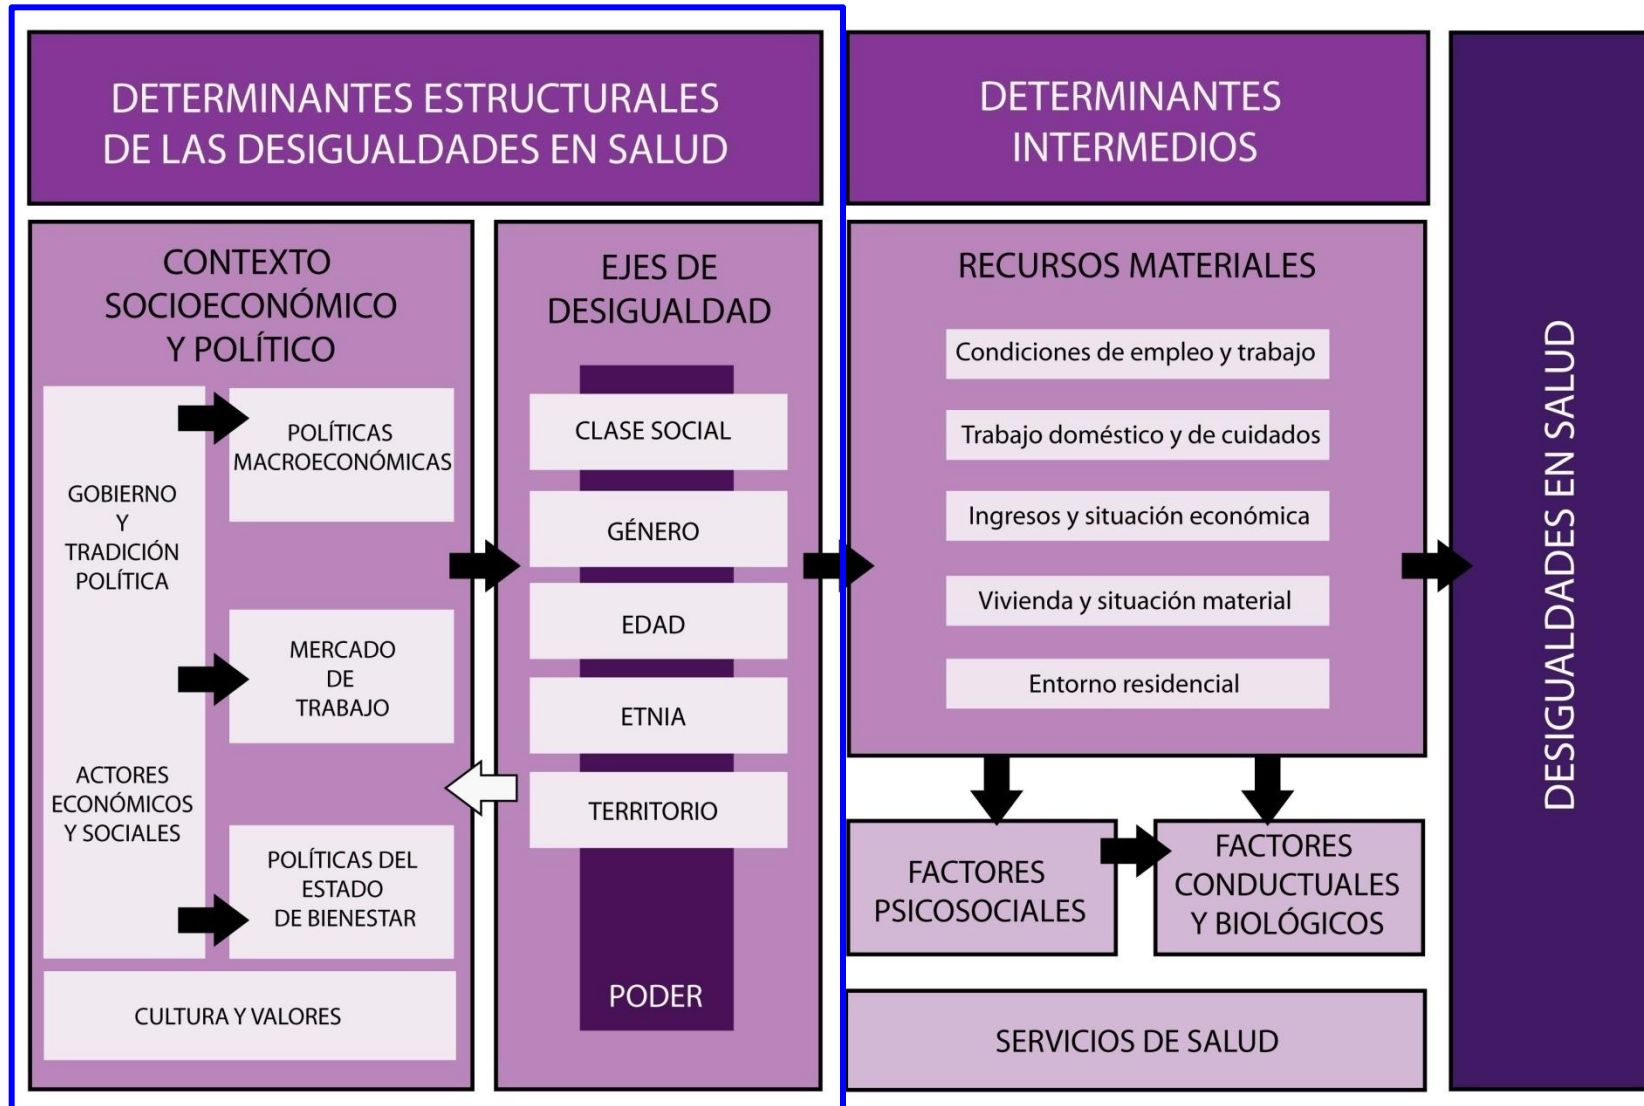 DETERMINANTES ESTRUCTURALES
DE LAS DESIGUALDADES EN SALUD
CONTEXTO
SOCIOECONÓMICO
Y POLÍTICO
GOBIERNO
Y
TRADICIÓN
POLÍTICA
ACTORES
ECONÓMICOS
Y SOCIALES
POLÍTICAS
MACROECONÓMICAS
MERCADO
DE
TRABAJO
POLÍTICAS DEL
ESTADO
DE BIENESTAR
CULTURA Y VALORES
EJES DE
DESIGUALDAD
CLASE SOCIAL
GÉNERO
EDAD
ETNIA
TERRITORIO
PODER
DETERMINANTES
INTERMEDIOS
RECURSOS MATERIALES
Condiciones de empleo y trabajo
Trabajo doméstico y de cuidados
Ingresos y situación económica
Vivienda y situación material
Entorno residencial
FACTORES
PSICOSOCIALES
FACTORES
CONDUCTUALES
Y BIOLÓGICOS
SERVICIOS DE SALUD
DESIGUALDADES EN SALUD